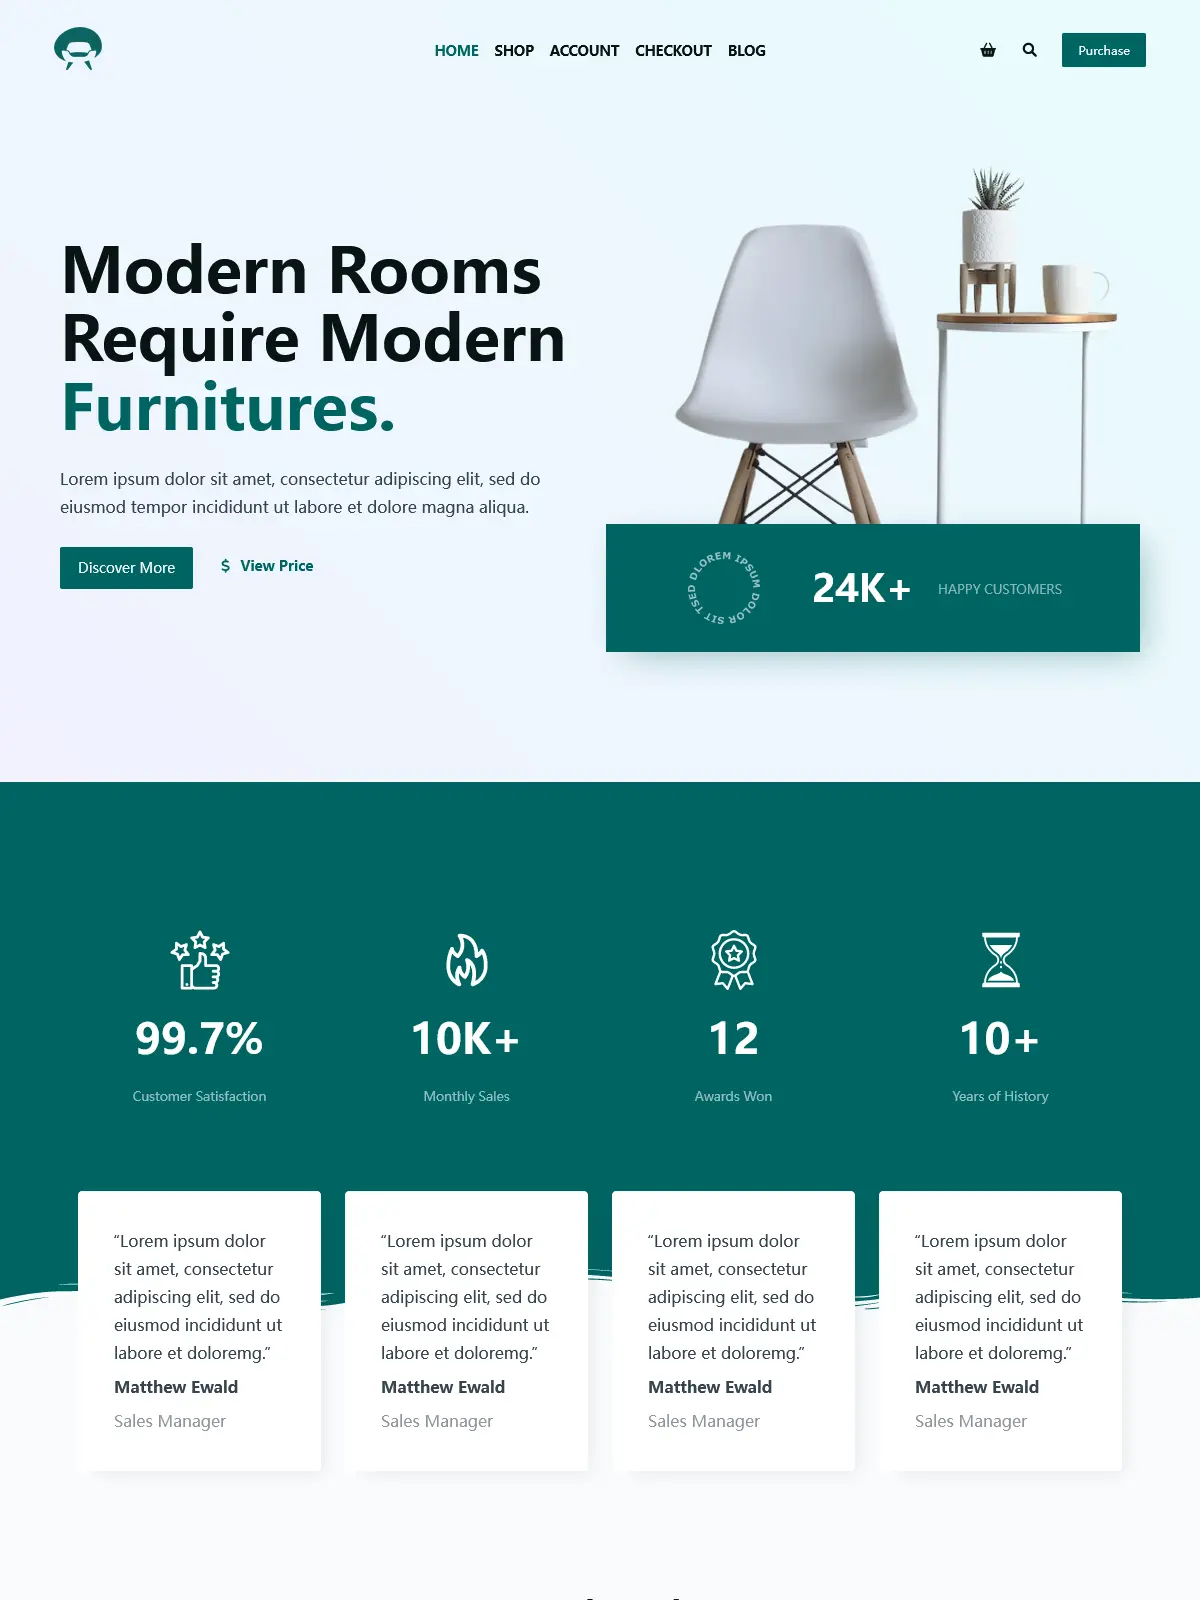 HOME SHOP ACCOUNT CHECKOUT BLOG
Purchase
Modern Rooms
Require Modern
Furnitures.
Lorem ipsum dolor sit amet, consectetur adipiscing elit, sed do
eiusmod tempor incididunt ut labore et dolore magna aliqua.
Discover More
$ View Price
DLOREM IPSUM DOLOR SIT TSED
24K+
HAPPY CUSTOMERS
99.7%
Customer Satisfaction
10K+
Monthly Sales
12
Awards Won
10+
Years of History
“Lorem ipsum dolor
sit amet, consectetur
adipiscing elit, sed do
eiusmod incididunt ut
labore et doloremg.”
Matthew Ewald
Sales Manager
“Lorem ipsum dolor
sit amet, consectetur
adipiscing elit, sed do
eiusmod incididunt ut
labore et doloremg.”
Matthew Ewald
Sales Manager
“Lorem ipsum dolor
sit amet, consectetur
adipiscing elit, sed do
eiusmod incididunt ut
labore et doloremg.”
Matthew Ewald
Sales Manager
“Lorem ipsum dolor
sit amet, consectetur
adipiscing elit, sed do
eiusmod incididunt ut
labore et doloremg.”
Matthew Ewald
Sales Manager